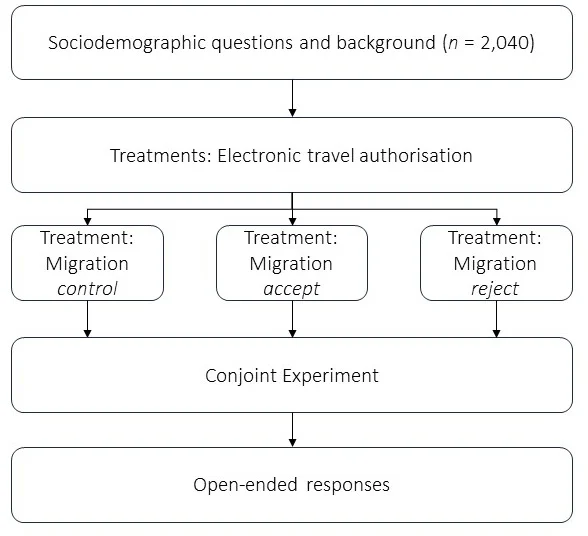 Sociodemographic questions and background (n = 2,040)
Treatments: Electronic travel authorisation
Treatment:
Migration
control
Treatment:
Migration
accept
Treatment:
Migration
reject
Conjoint Experiment
Open-ended responses